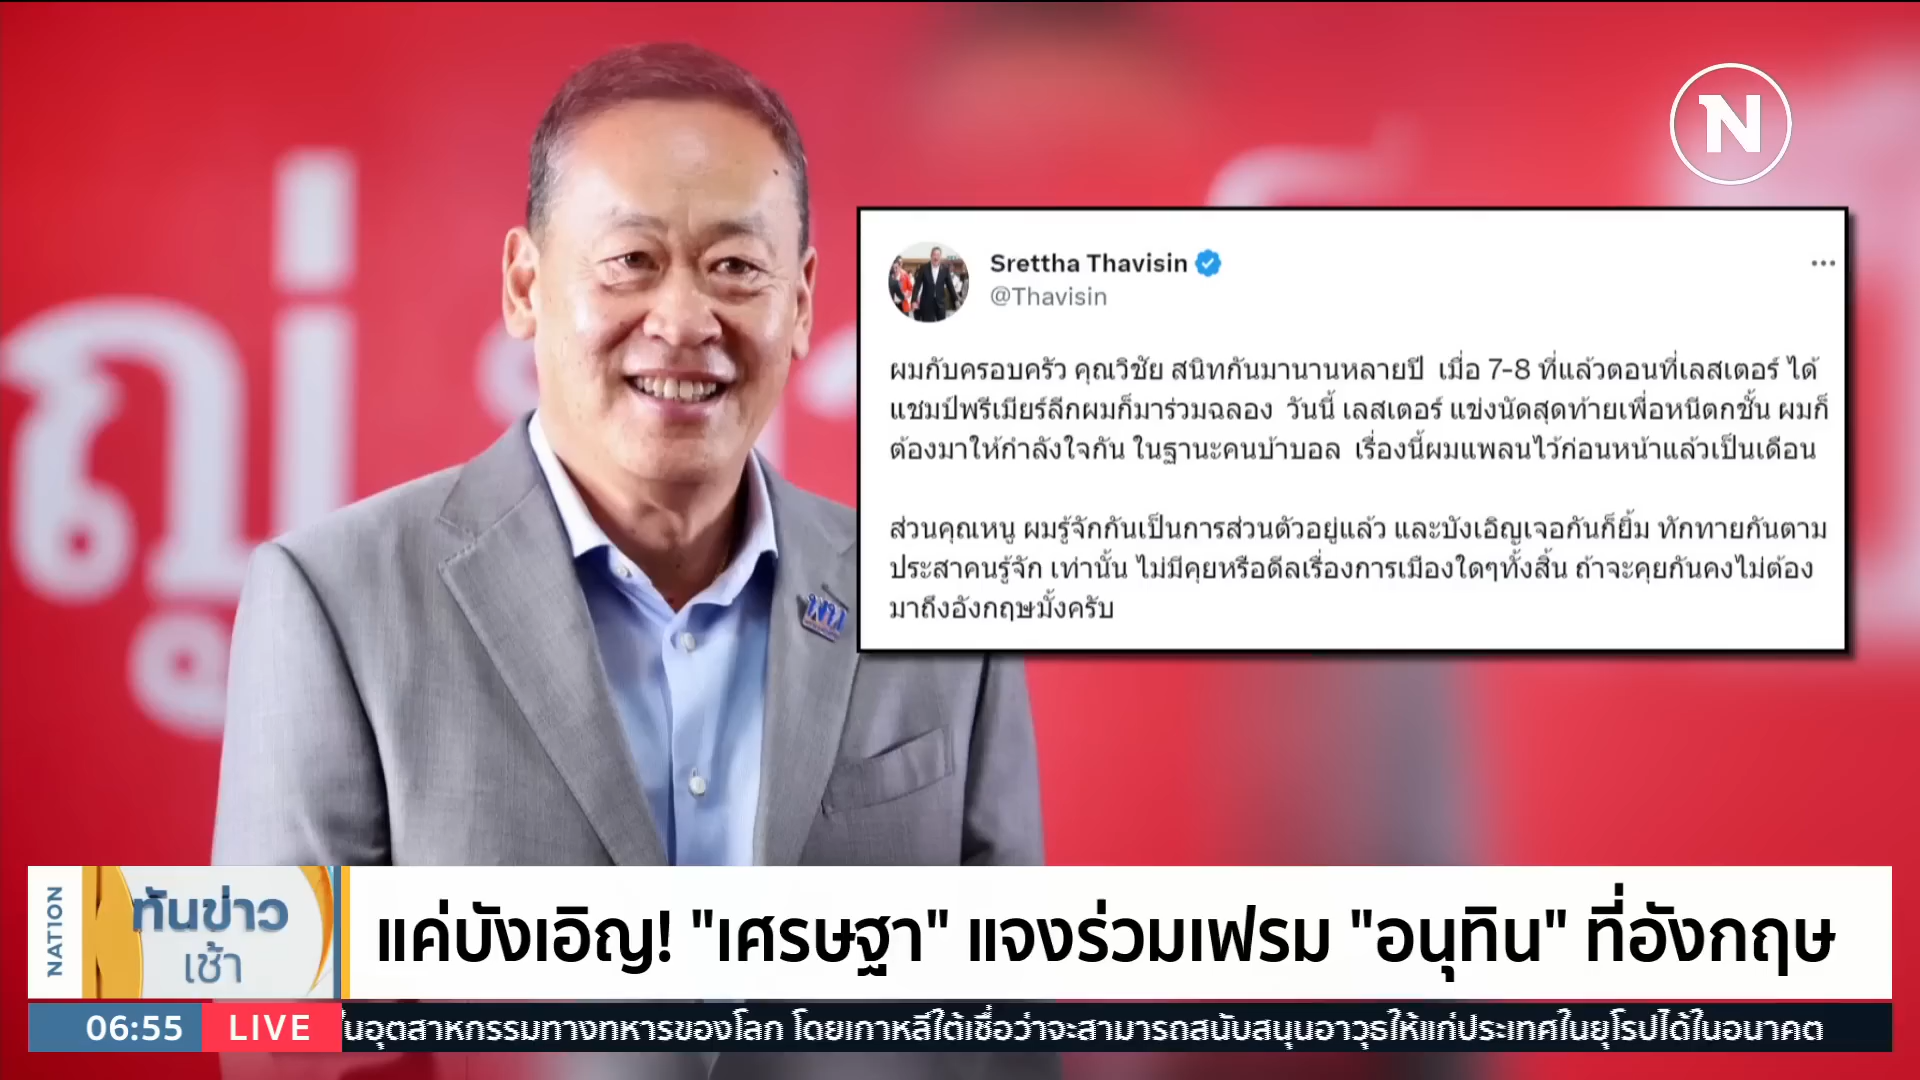 N
Srettha Thavisin
@Thavisin
ผมกับครอบครัว คุณวิชัย สนิทกันมานานหลายปี เมื่อ 7-8 ที่แล้วตอนที่เลสเตอร์ ได้
แชมป์พรีเมียร์ลีกผมก็มาร่วมฉลอง วันนี้ เลสเตอร์ แข่งนัดสุดท้ายเพื่อหนีตกชั้น ผมก็
ต้องมาให้กำลังใจกัน ในฐานะคนบ้าบอล เรื่องนี้ผมแพลนไว้ก่อนหน้าแล้วเป็นเดือน
ส่วนคุณหนู ผมรู้จักกันเป็นการส่วนตัวอยู่แล้ว และบังเอิญเจอกันก็ยิ้ม ทักทายกันตาม
ประสาคนรู้จัก เท่านั้น ไม่มีคุยหรือดีลเรื่องการเมืองใดๆทั้งสิ้น ถ้าจะคุยกันคงไม่ต้อง
มาถึงอังกฤษมั้งครับ
NATION
ทันข่าว
เช้า
แค่บังเอิญ! "เศรษฐา" แจงร่วมเฟรม "อนุทิน" ที่อังกฤษ
06:55 LIVE
อุตสาหกรรมทางทหารของโลก โดยเกาหลีใต้เชื่อว่าจะสามารถสนับสนุนอาวุธให้แก่ประเทศในยุโรปได้ในอนาคต